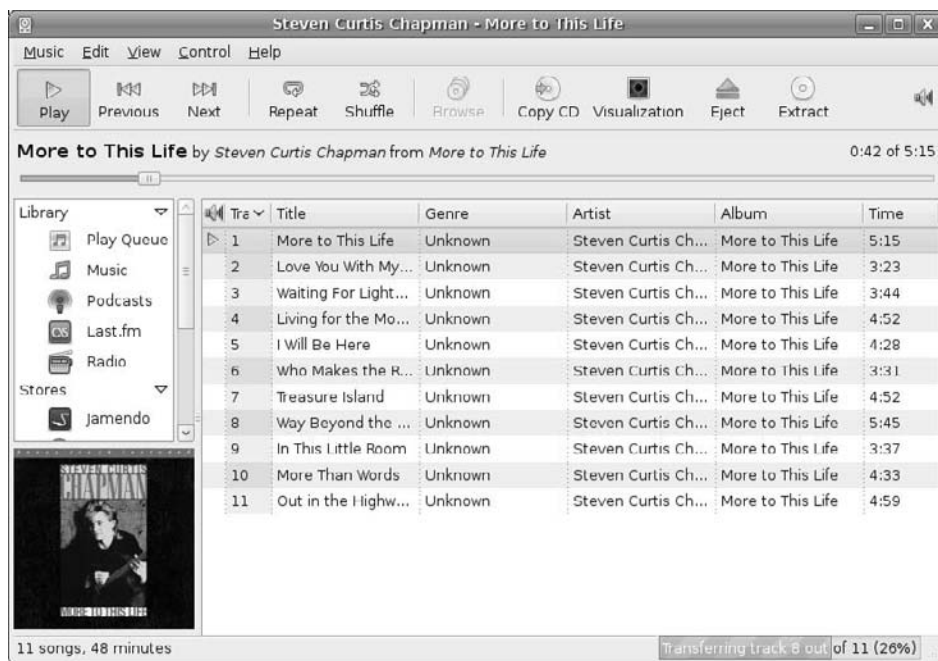 Steven Curtis Chapman - More to This Life
Music Edit View Control Help
Play Previous Next Repeat Shuffle Browse Copy CD Visualization Eject Extract
More to This Life by Steven Curtis Chapman from More to This Life 0:42 of 5:15
Library
Play Queue
Music
Podcasts
Last.fm
Radio
Stores
Jamendo
Tra Title Genre Artist Album Time
1 More to This Life Unknown Steven Curtis Ch... More to This Life 5:15
2 Love You With My... Unknown Steven Curtis Ch... More to This Life 3:23
3 Waiting For Light... Unknown Steven Curtis Ch... More to This Life 3:44
4 Living for the Mo... Unknown Steven Curtis Ch... More to This Life 4:52
5 I Will Be Here Unknown Steven Curtis Ch... More to This Life 4:28
6 Who Makes the R... Unknown Steven Curtis Ch... More to This Life 3:31
7 Treasure Island Unknown Steven Curtis Ch... More to This Life 4:52
8 Way Beyond the ... Unknown Steven Curtis Ch... More to This Life 5:45
9 In This Little Room Unknown Steven Curtis Ch... More to This Life 3:37
10 More Than Words Unknown Steven Curtis Ch... More to This Life 4:33
11 Out in the Highw... Unknown Steven Curtis Ch... More to This Life 4:59
STEVEN CURTIS
CHAPMAN
MORE TO THIS LIFE
11 songs, 48 minutes Transferring track 8 out of 11 (26%)